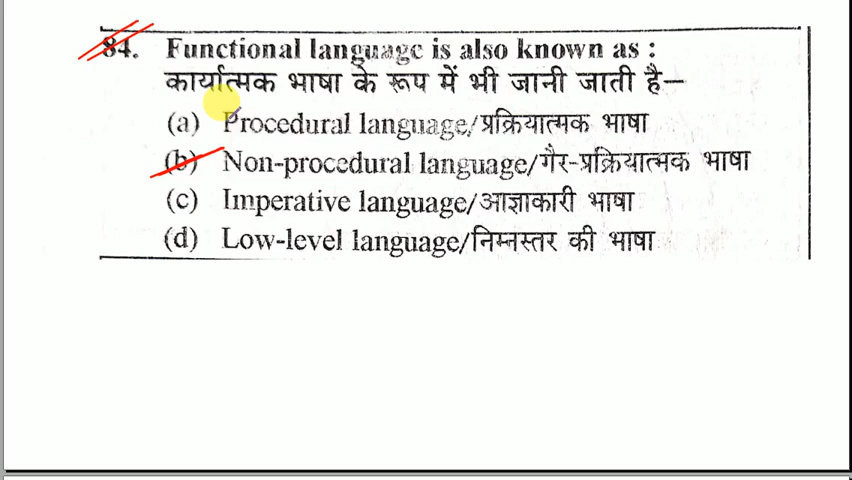 84. Functional language is also known as :
कार्यात्मक भाषा के रूप में भी जानी जाती है–
(a) Procedural language/प्रक्रियात्मक भाषा
(b) Non-procedural language/गैर-प्रक्रियात्मक भाषा
(c) Imperative language/आज्ञाकारी भाषा
(d) Low-level language/निम्नस्तर की भाषा